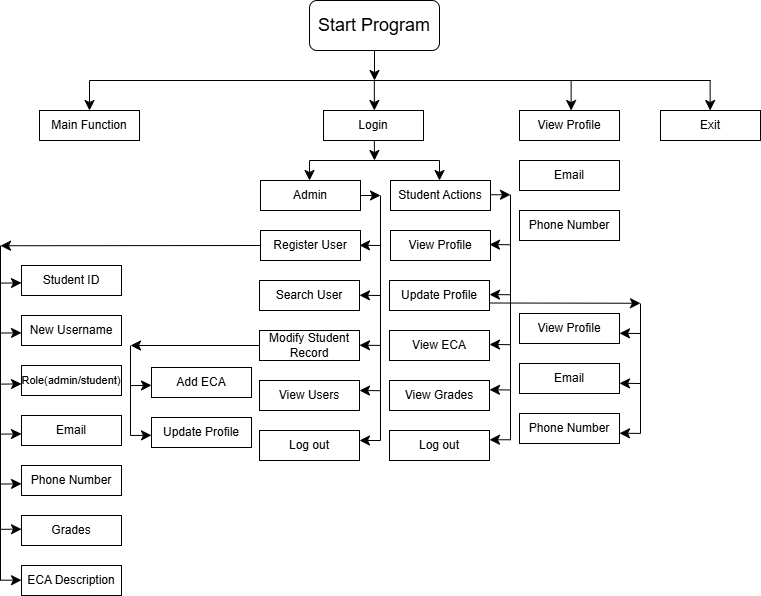 Start Program
Main Function
Login
View Profile
Exit
Email
Phone Number
Admin
Student Actions
Register User
View Profile
Student ID
Search User
Update Profile
New Username
Modify Student
Record
View ECA
View Profile
Role(admin/student)
Add ECA
View Users
View Grades
Email
Email
Update Profile
Log out
Log out
Phone Number
Phone Number
Grades
ECA Description